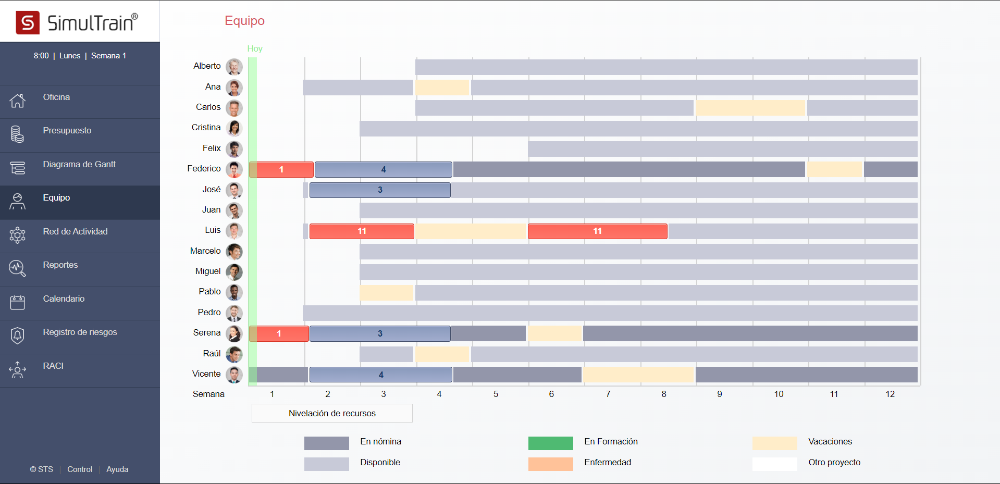 SimulTrain®
8:00 | Lunes | Semana 1
Oficina
Presupuesto
Diagrama de Gantt
Equipo
Red de Actividad
Reportes
Calendario
Registro de riesgos
RACI
© STS | Control | Ayuda
Equipo
Hoy
Alberto
Ana
Carlos
Cristina
Felix
Federico 1 4
José 3
Juan
Luis 11 11
Marcelo
Miguel
Pablo
Pedro
Serena 1 3
Raúl
Vicente 4
Semana 1 2 3 4 5 6 7 8 9 10 11 12
Nivelación de recursos
En nómina En Formación Vacaciones
Disponible Enfermedad Otro proyecto